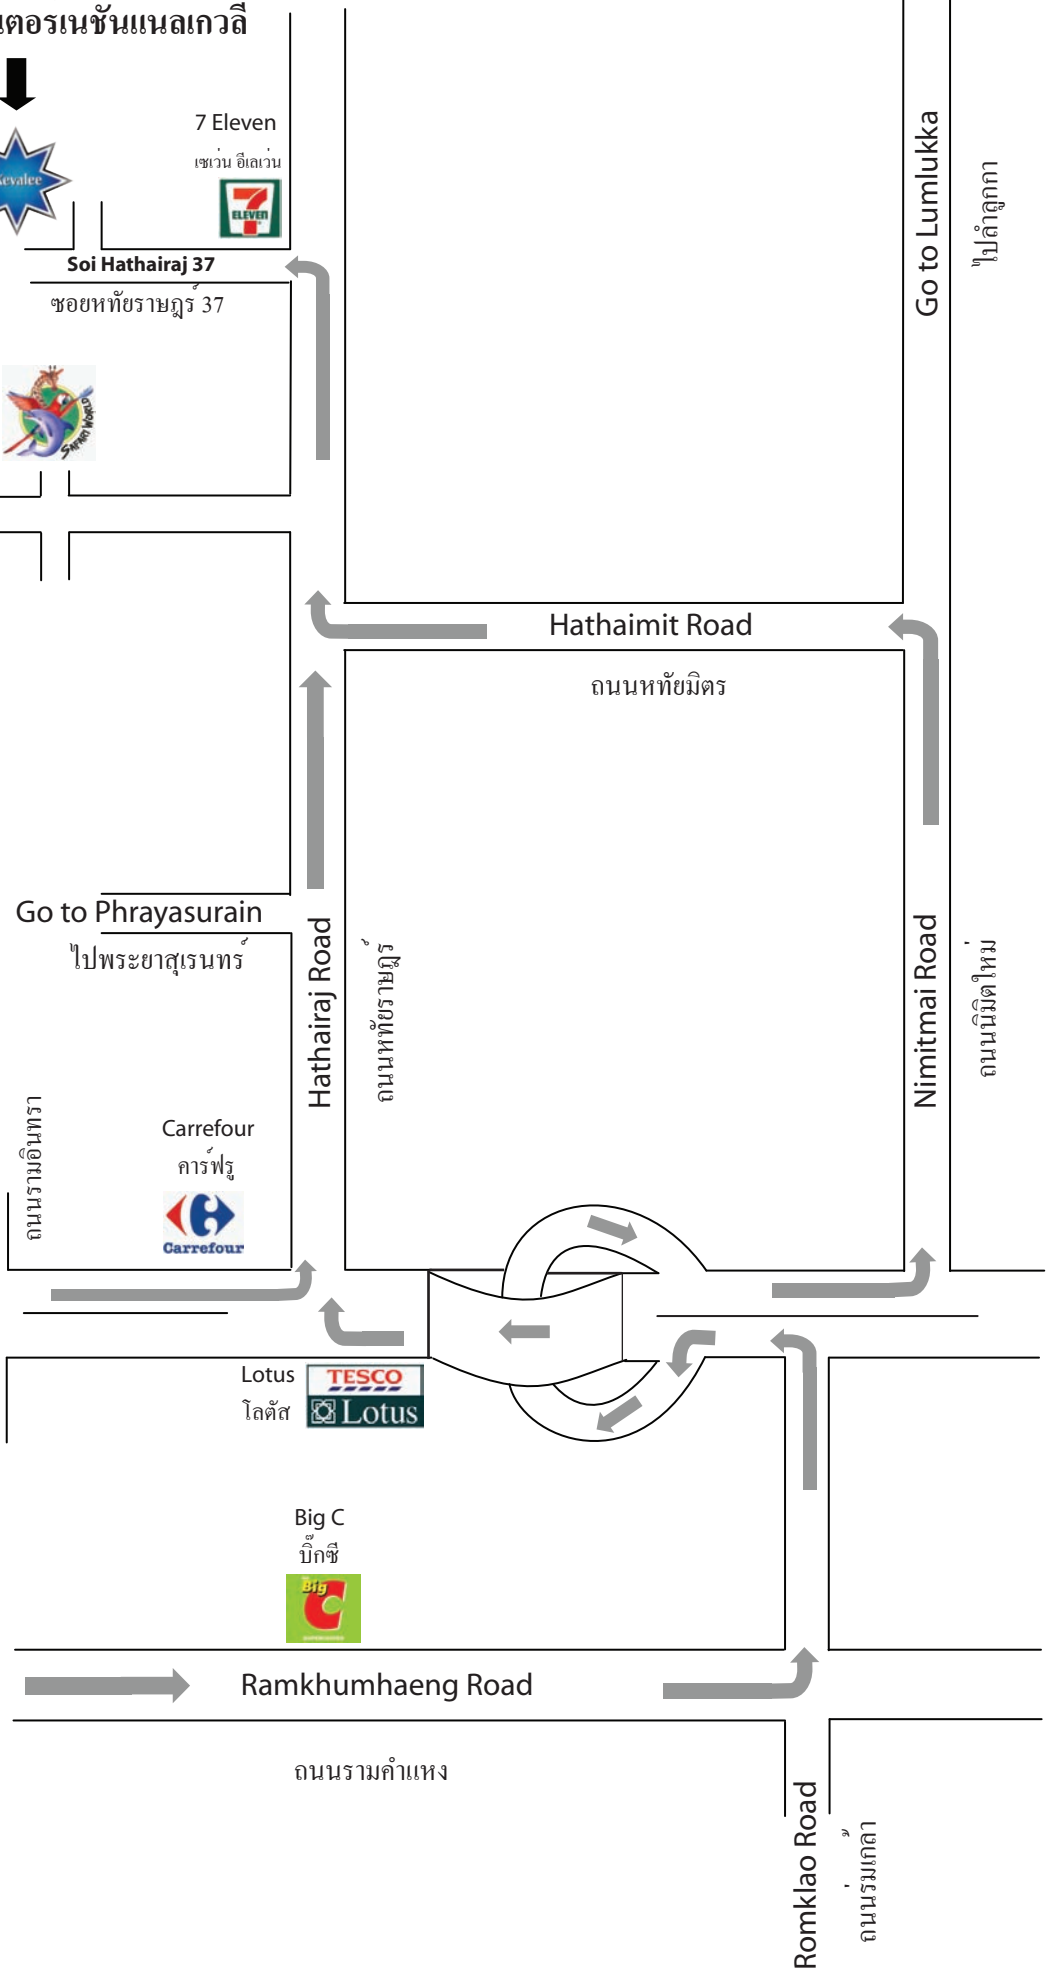 เตอรเนชันแนลเกวลี
7 Eleven
เซเว่น อีเลเว่น
ELEVEN
Kevalee
Soi Hathairaj 37
ซอยหทัยราษฎร์ 37
SAFARI WORLD
Go to Lumlukka
ไปลำลูกกา
Hathaimit Road
ถนนหทัยมิตร
Go to Phrayasurain
ไปพระยาสุเรนทร์
Hathairaj Road
ถนนหทัยราษฎร์
Nimitmai Road
ถนนนิมิตใหม่
ถนนรามอินทรา
Carrefour
คาร์ฟรู
Carrefour
Lotus
โลตัส
TESCO
Lotus
Big C
บิ๊กซี
Big C
Ramkhumhaeng Road
ถนนรามคำแหง
Romklao Road
ถนนร่มเกล้า